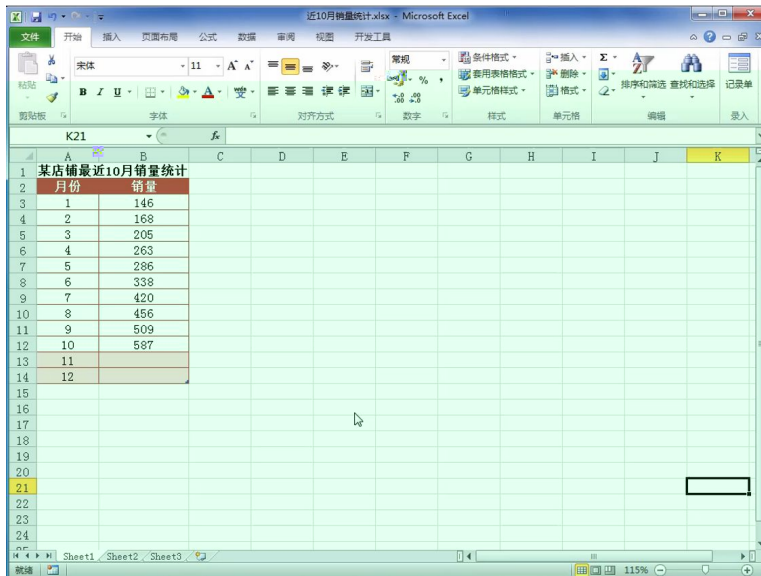 近10月销量统计.xlsx - Microsoft Excel
文件 开始 插入 页面布局 公式 数据 审阅 视图 开发工具
宋体 11 A A 常规 条件格式 插入 Σ
粘贴 B I U A 变 % , 套用表格格式 删除 排序和筛选 查找和选择 记录单
单元格样式 格式
剪贴板 字体 对齐方式 数字 样式 单元格 编辑 录入
K21 fx
A B C D E F G H I J K
1 某店铺最近10月销量统计
2 月份 销量
3 1 146
4 2 168
5 3 205
6 4 263
7 5 286
8 6 338
9 7 420
10 8 456
11 9 509
12 10 587
13 11
14 12
15
16
17
18
19
20
21
22
23
24
25
Sheet1 Sheet2 Sheet3
就绪 115%